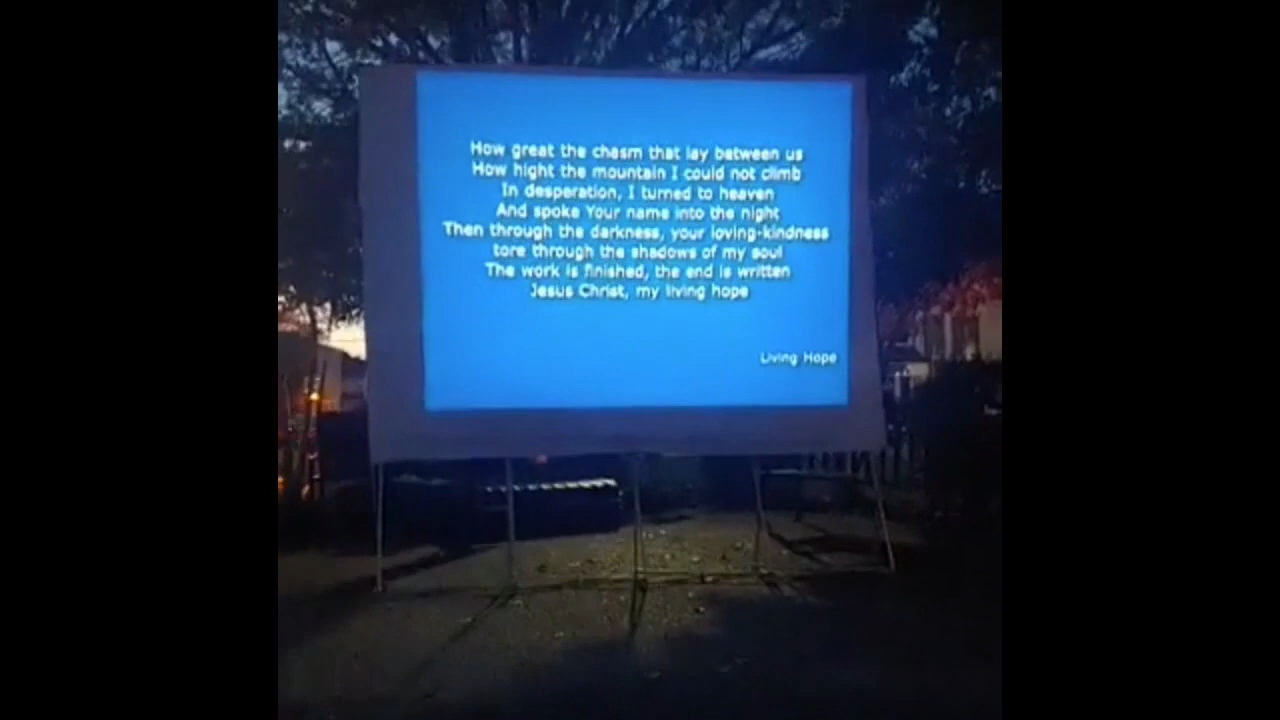 How great the chasm that lay between us
How hight the mountain I could not climb
In desperation, I turned to heaven
And spoke Your name into the night
Then through the darkness, your loving-kindness
tore through the shadows of my soul
The work is finished, the end is written
Jesus Christ, my living hope
Living Hope